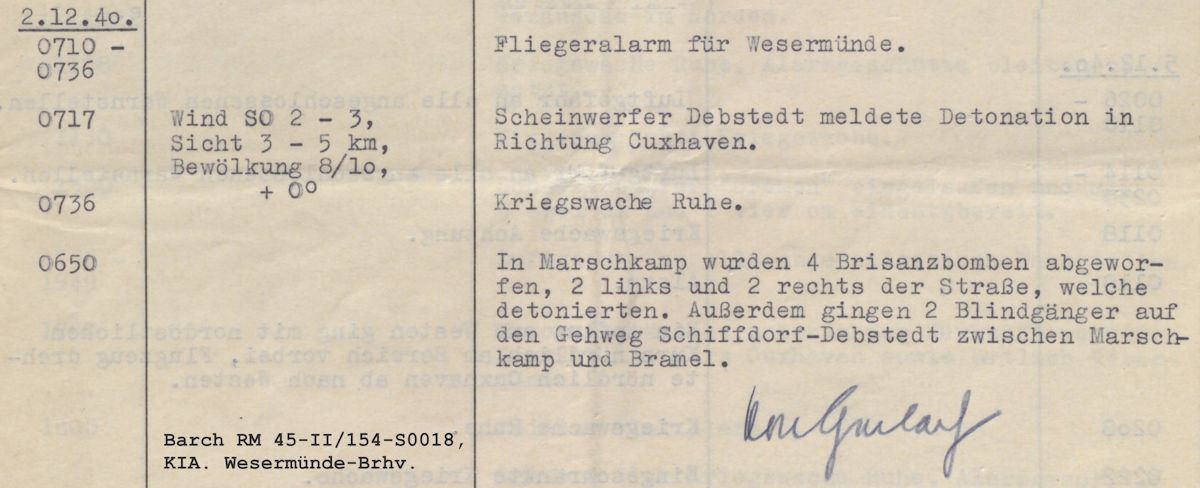 2.12.4o.
0710 - Fliegeralarm für Wesermünde.
0736
0717 Wind SO 2 - 3, Scheinwerfer Debstedt meldete Detonation in
Sicht 3 - 5 km, Richtung Cuxhaven.
Bewölkung 8/lo,
+ 0°
0736 Kriegswache Ruhe.
0650 In Marschkamp wurden 4 Brisanzbomben abgewor-
fen, 2 links und 2 rechts der Straße, welche
detonierten. Außerdem gingen 2 Blindgänger auf
den Gehweg Schiffdorf-Debstedt zwischen Marsch-
kamp und Bramel.
Barch RM 45-II/154-S0018,
KIA. Wesermünde-Brhv.